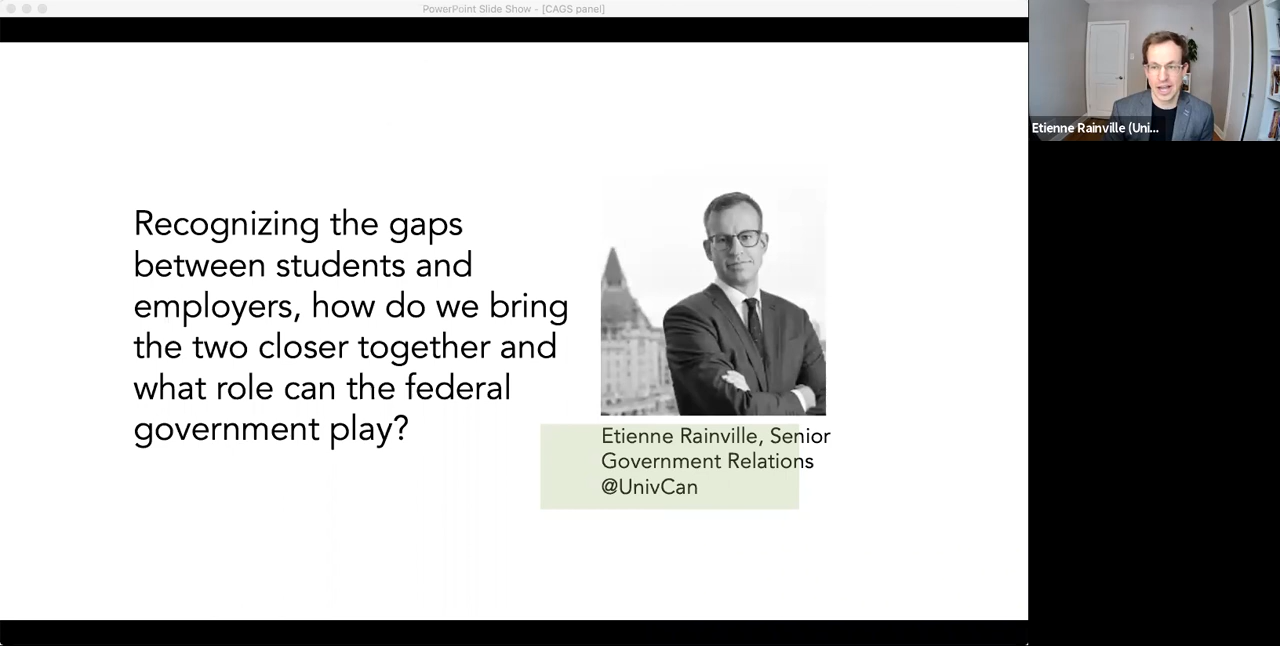 PowerPoint Slide Show - [CAGS panel]
Etienne Rainville (Uni...
Recognizing the gaps
between students and
employers, how do we bring
the two closer together and
what role can the federal
government play?
Etienne Rainville, Senior
Government Relations
@UnivCan